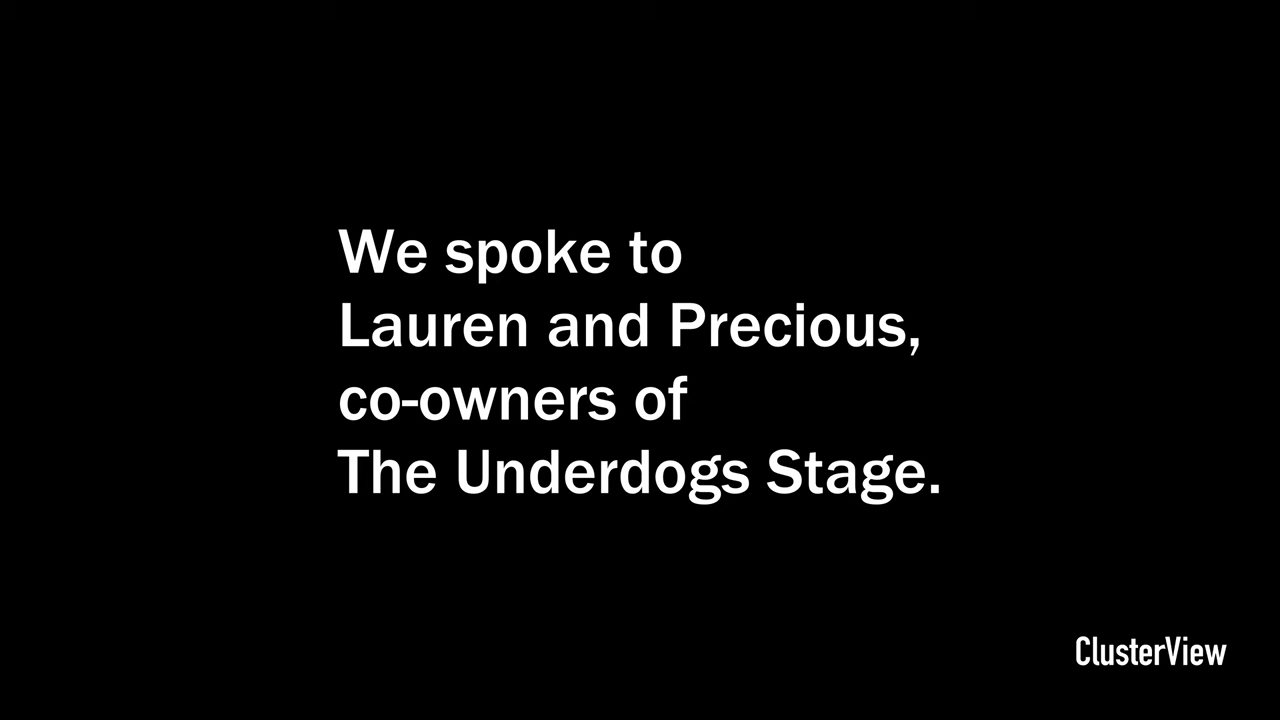 We spoke to
Lauren and Precious,
co-owners of
The Underdogs Stage.
ClusterView